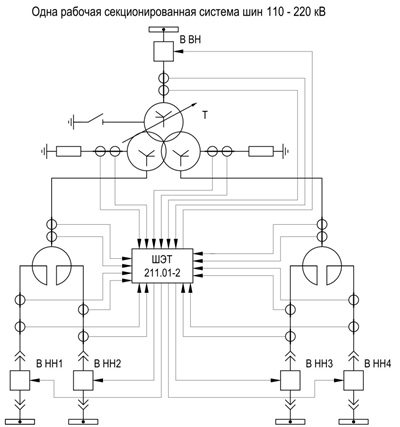 Одна рабочая секционированная система шин 110 - 220 кВ
В ВН
Т
ШЭТ
211.01-2
В НН1
В НН2
В НН3
В НН4